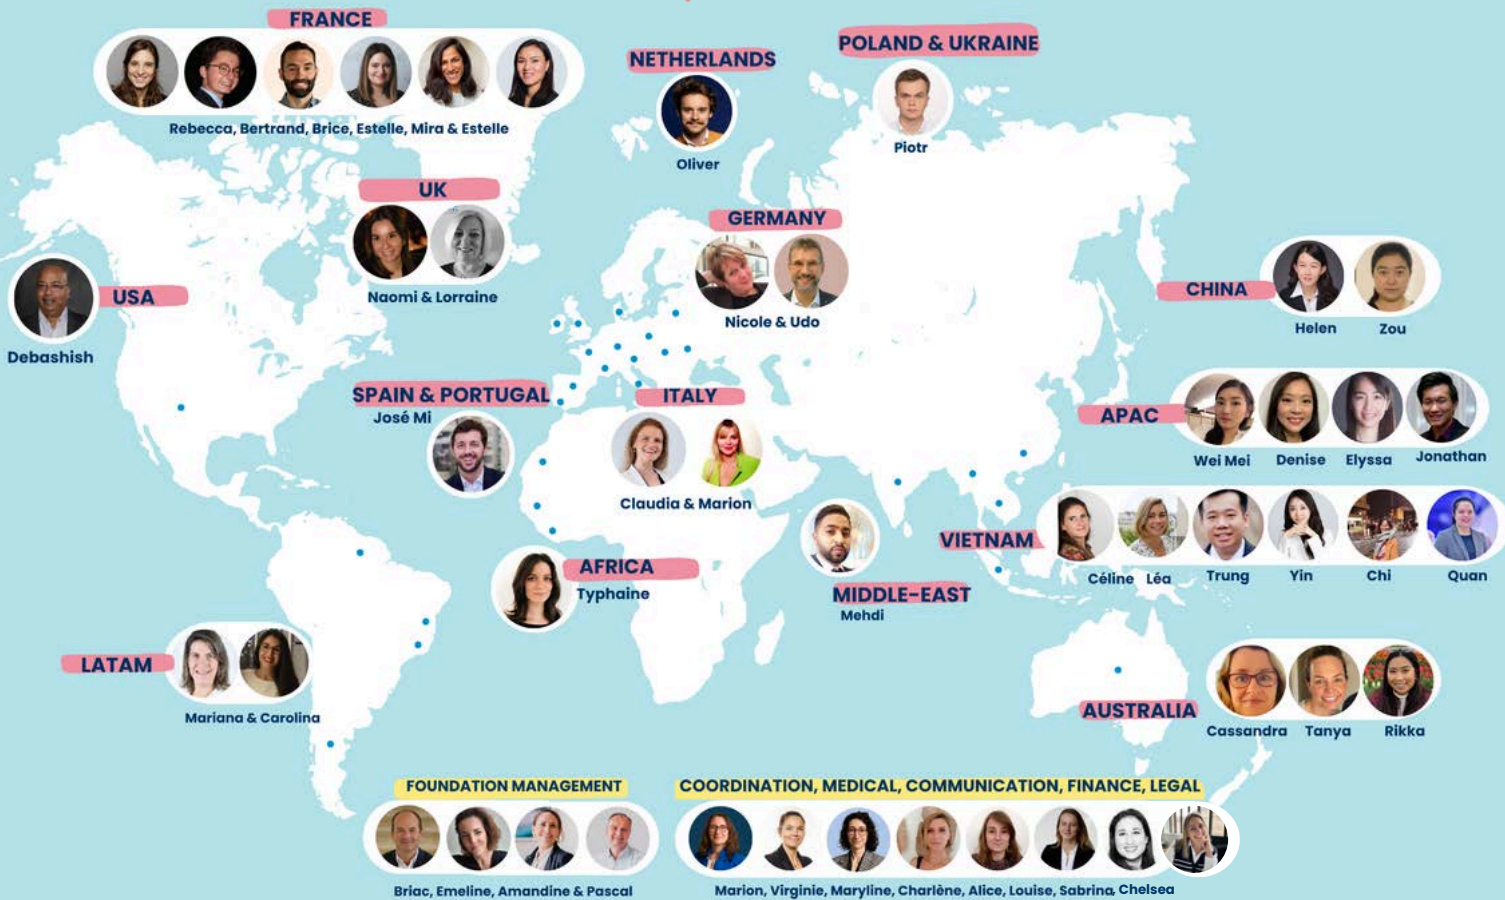 FRANCE
Rebecca, Bertrand, Brice, Estelle, Mira & Estelle
NETHERLANDS
Oliver
POLAND & UKRAINE
Piotr
UK
Naomi & Lorraine
GERMANY
Nicole & Udo
USA
Debashish
CHINA
Helen Zou
SPAIN & PORTUGAL
José Mi
ITALY
Claudia & Marion
APAC
Wei Mei Denise Elyssa Jonathan
VIETNAM
Céline Léa Trung Yin Chi Quan
AFRICA
Typhaine
MIDDLE-EAST
Mehdi
LATAM
Mariana & Carolina
AUSTRALIA
Cassandra Tanya Rikka
FOUNDATION MANAGEMENT
Briac, Emeline, Amandine & Pascal
COORDINATION, MEDICAL, COMMUNICATION, FINANCE, LEGAL
Marion, Virginie, Maryline, Charlène, Alice, Louise, Sabrina, Chelsea